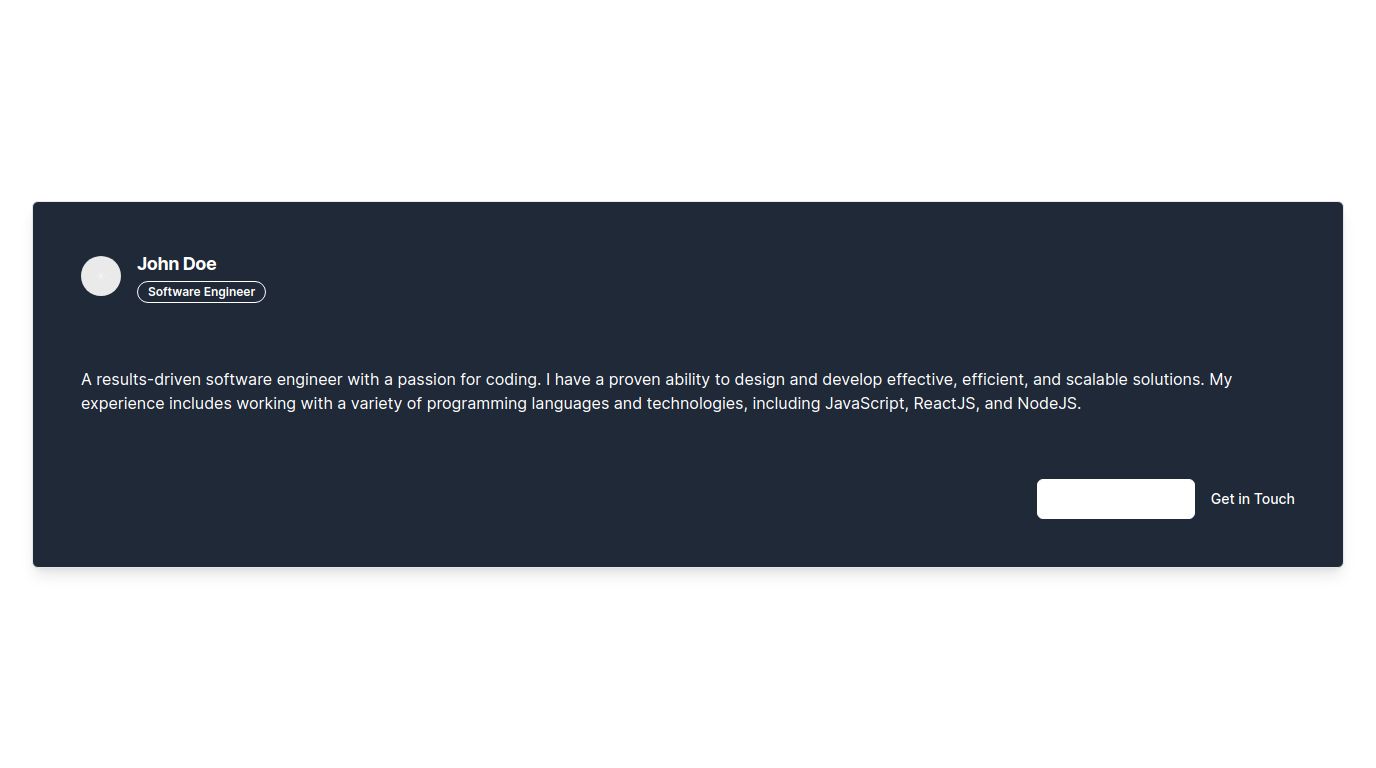 John Doe
Software Engineer
A results-driven software engineer with a passion for coding. I have a proven ability to design and develop effective, efficient, and scalable solutions. My
experience includes working with a variety of programming languages and technologies, including JavaScript, ReactJS, and NodeJS.
Get in Touch